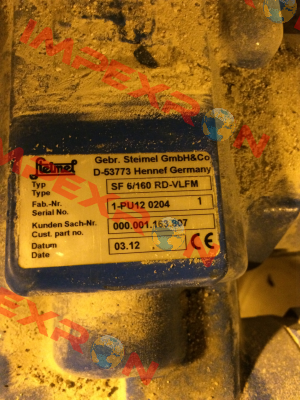 IMPEXRON
Steimel
Gebr. Steimel GmbH&Co
D-53773 Hennef Germany
Typ SF 6/160 RD-VLFM
Type
Fab.-Nr. 1-PU12 0204 1
Serial No.
Kunden Sach-Nr. 000.001.163.807
Cust. part no.
Datum 03.12 CE
Date